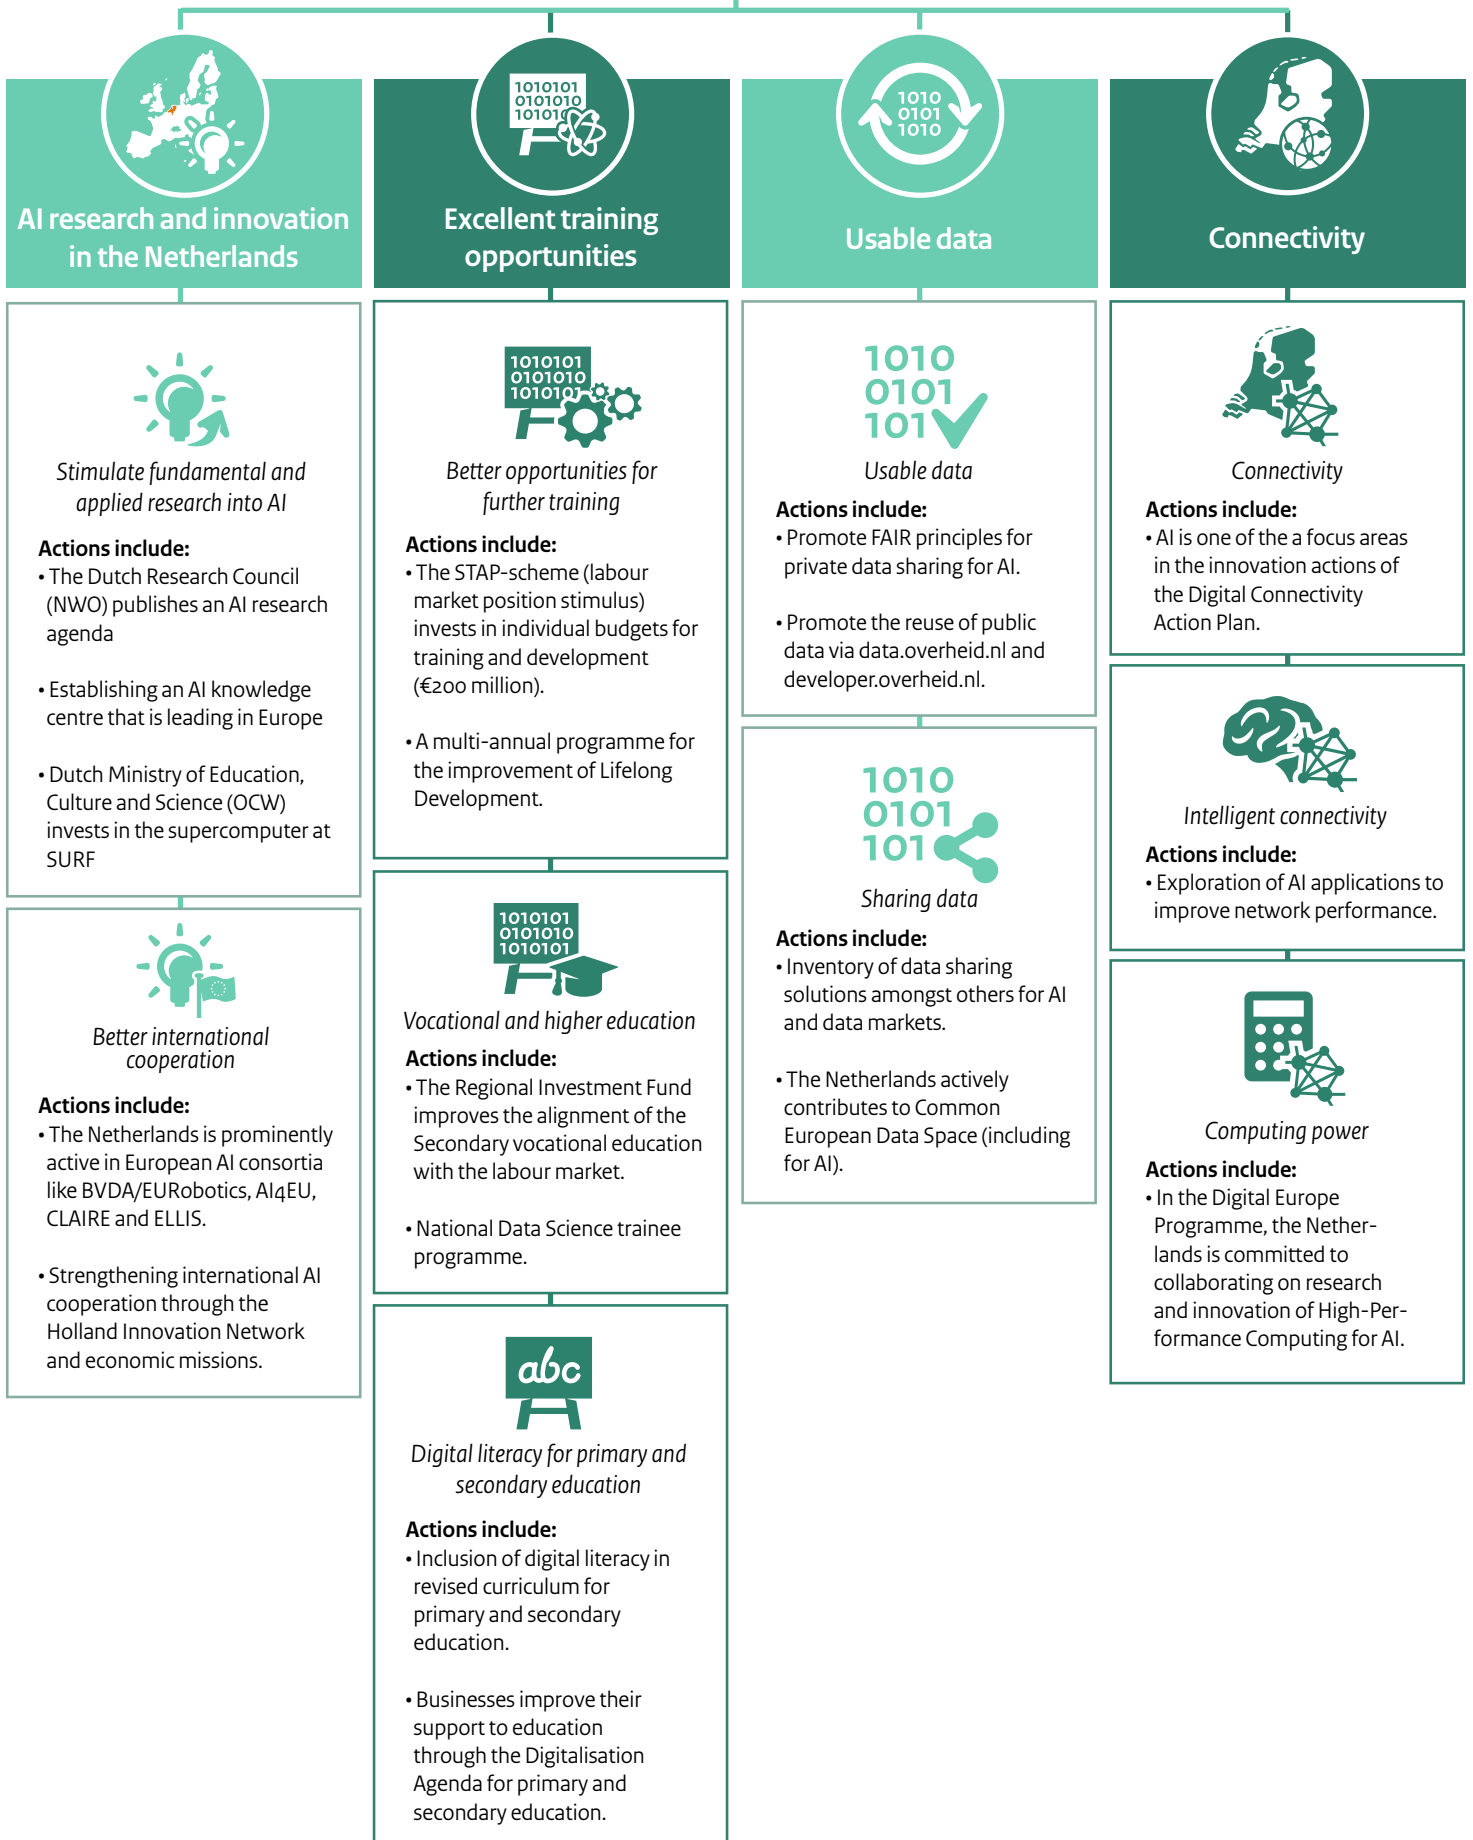 1010101
0101010
10101
1010
0101
1010
AI research and innovation
in the Netherlands
Excellent training
opportunities
Usable data
Connectivity
Stimulate fundamental and
applied research into AI
Actions include:
• The Dutch Research Council
(NWO) publishes an AI research
agenda
• Establishing an AI knowledge
centre that is leading in Europe
• Dutch Ministry of Education,
Culture and Science (OCW)
invests in the supercomputer at
SURF
Better international
cooperation
Actions include:
• The Netherlands is prominently
active in European AI consortia
like BVDA/EURobotics, AI4EU,
CLAIRE and ELLIS.
• Strengthening international AI
cooperation through the
Holland Innovation Network
and economic missions.
1010101
0101010
1010101
Better opportunities for
further training
Actions include:
• The STAP-scheme (labour
market position stimulus)
invests in individual budgets for
training and development
(€200 million).
• A multi-annual programme for
the improvement of Lifelong
Development.
1010101
0101010
1010101
Vocational and higher education
Actions include:
• The Regional Investment Fund
improves the alignment of the
Secondary vocational education
with the labour market.
• National Data Science trainee
programme.
abc
Digital literacy for primary and
secondary education
Actions include:
• Inclusion of digital literacy in
revised curriculum for
primary and secondary
education.
• Businesses improve their
support to education
through the Digitalisation
Agenda for primary and
secondary education.
1010
0101
101
Usable data
Actions include:
• Promote FAIR principles for
private data sharing for AI.
• Promote the reuse of public
data via data.overheid.nl and
developer.overheid.nl.
1010
0101
101
Sharing data
Actions include:
• Inventory of data sharing
solutions amongst others for AI
and data markets.
• The Netherlands actively
contributes to Common
European Data Space (including
for AI).
Connectivity
Actions include:
• AI is one of the a focus areas
in the innovation actions of
the Digital Connectivity
Action Plan.
Intelligent connectivity
Actions include:
• Exploration of AI applications to
improve network performance.
Computing power
Actions include:
• In the Digital Europe
Programme, the Nether-
lands is committed to
collaborating on research
and innovation of High-Per-
formance Computing for AI.